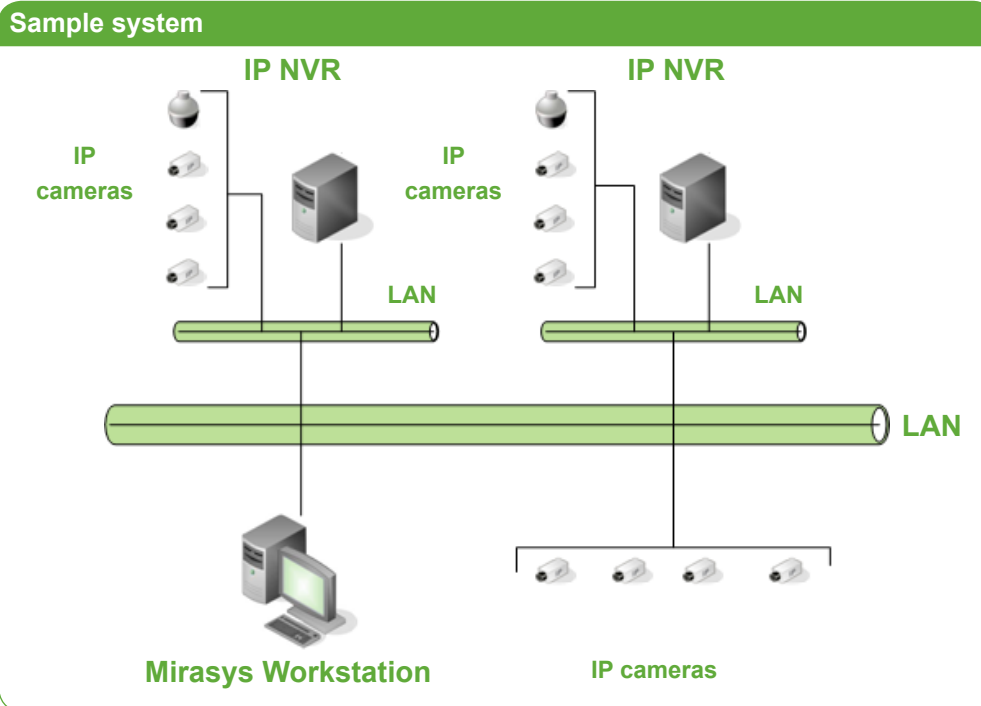 Sample system
IP NVR
IP NVR
IP
cameras
IP
cameras
LAN
LAN
LAN
Mirasys Workstation
IP cameras